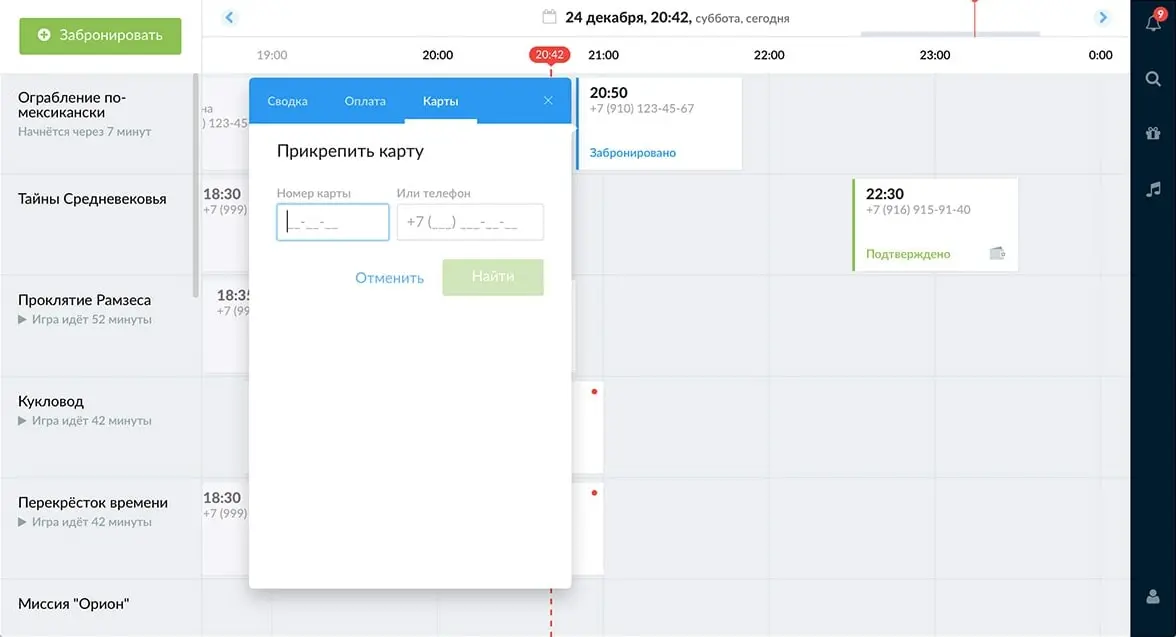 Забронировать
24 декабря, 20:42, суббота, сегодня
9
19:00
20:00
20:42
21:00
22:00
23:00
0:00
Ограбление по-
мексикански
Начнётся через 7 минут
на
) 123-45
Сводка
Оплата
Карты
20:50
+7 (910) 123-45-67
Забронировано
Прикрепить карту
Номер карты
Или телефон
__-__-__
+7 (___) ___-__-__
Отменить
Найти
Тайны Средневековья
18:30
+7 (999)
22:30
+7 (916) 915-91-40
Подтверждено
Проклятие Рамзеса
Игра идёт 52 минуты
18:35
+7 (99
Кукловод
Игра идёт 42 минуты
Перекрёсток времени
Игра идёт 42 минуты
18:30
+7 (999)
Миссия "Орион"